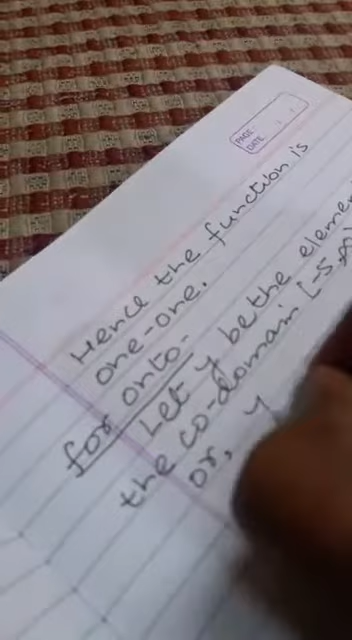 PAGE
DATE
Hence the function is
one-one.
for onto-
Let y be the elemen
the co-domain [-5,∞)
or, y